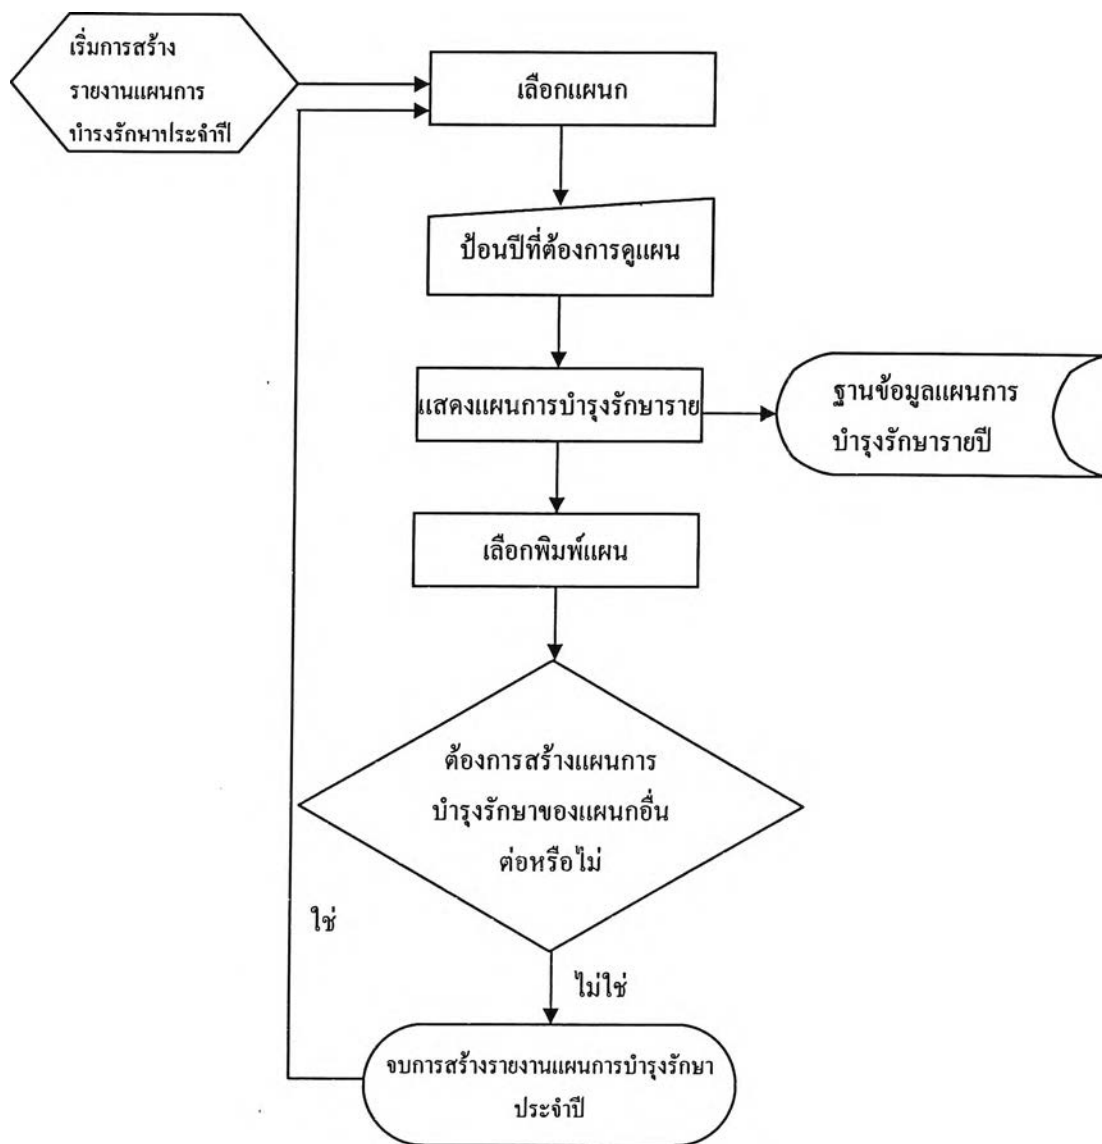 เริ่มการสร้าง
รายงานแผนการ
บำรงรักษาประจำปี
เลือกแผนก
ป้อนปีที่ต้องการดูแผน
แสดงแผนการบำรุงรักษาราย
ฐานข้อมูลแผนการ
บำรุงรักษารายปี
เลือกพิมพ์แผน
ต้องการสร้างแผนการ
บำรุงรักษาของแผนกอื่น
ต่อหรือไม่
ใช่
ไม่ใช่
จบการสร้างรายงานแผนการบำรุงรักษา
ประจำปี